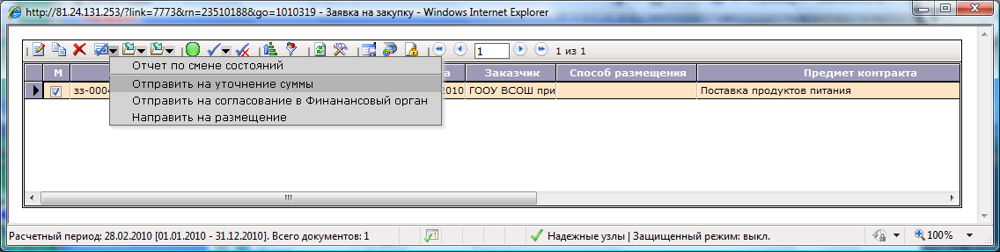 http://81.24.131.253/?link=7773&rn=23510188&go=1010319 - Заявка на закупку - Windows Internet Explorer
1
1 из 1
Отчет по смене состояний
Отправить на уточнение суммы
Отправить на согласование в Финанансовый орган
Направить на размещение
М
Заказчик
Способ размещения
Предмет контракта
зз-0004
2010
ГООУ ВСОШ при
Поставка продуктов питания
Расчетный период: 28.02.2010 [01.01.2010 - 31.12.2010]. Всего документов: 1
Надежные узлы | Защищенный режим: выкл.
100%